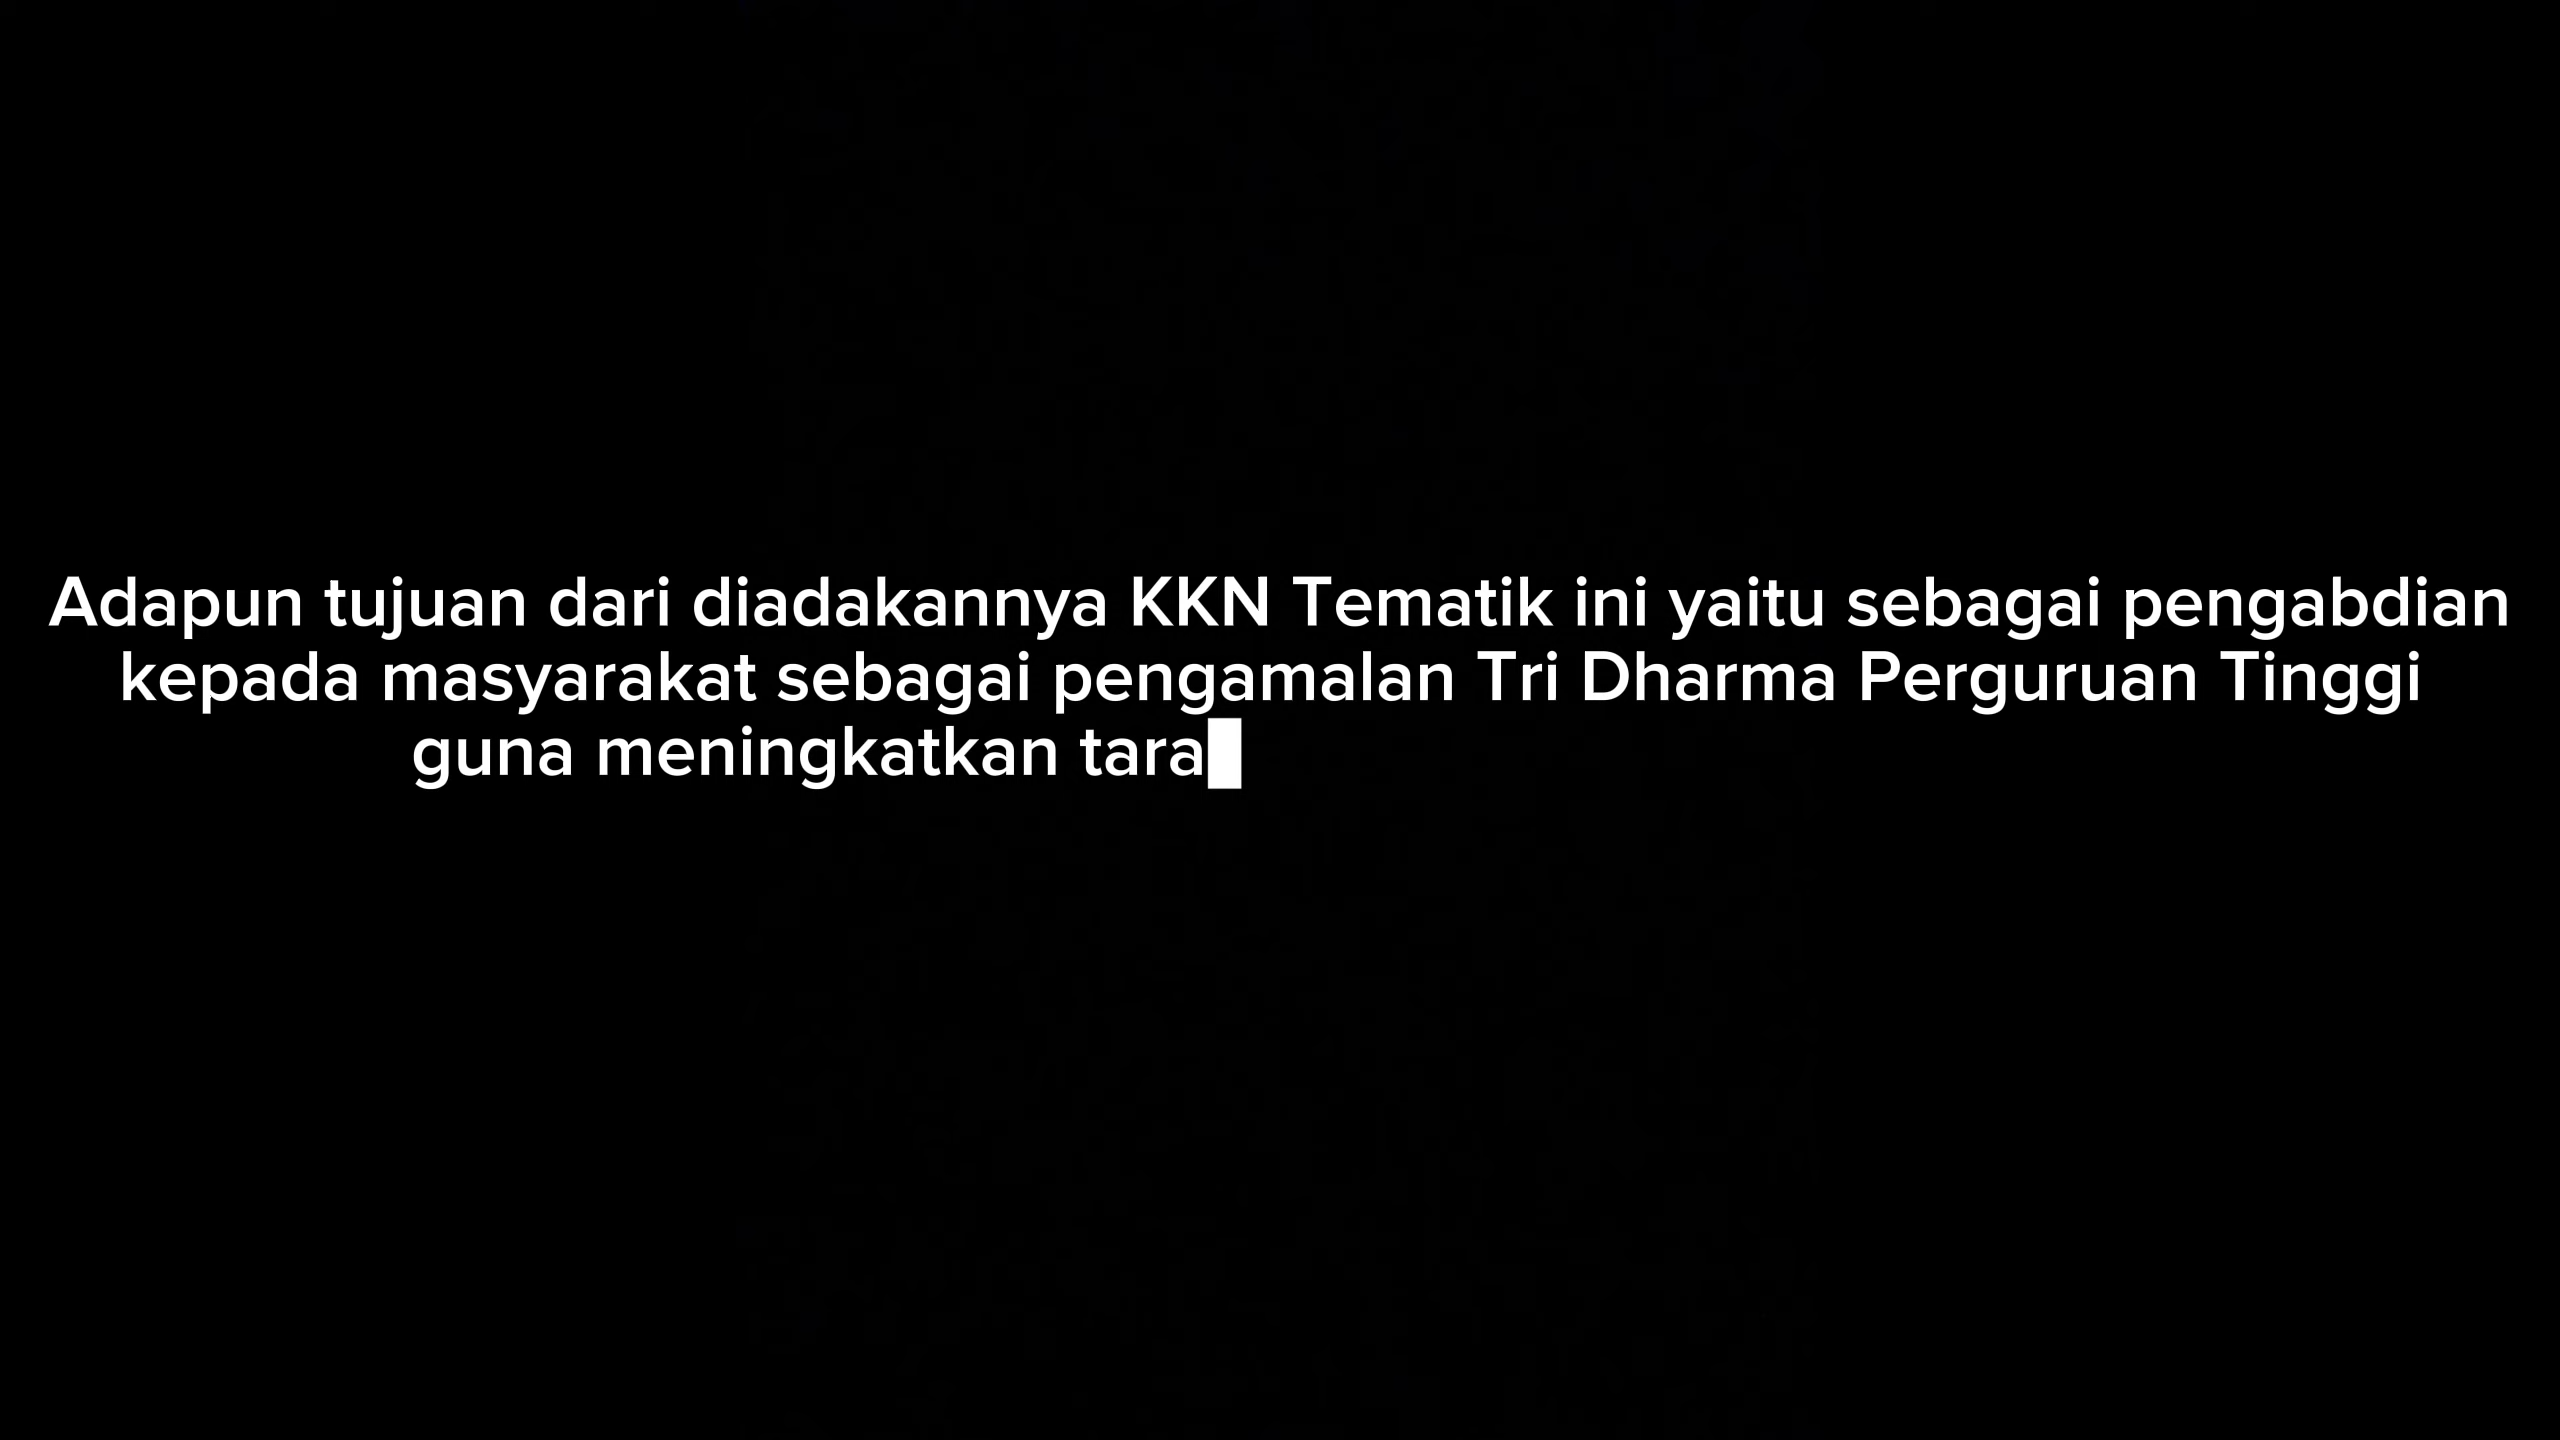 Adapun tujuan dari diadakannya KKN Tematik ini yaitu sebagai pengabdian
kepada masyarakat sebagai pengamalan Tri Dharma Perguruan Tinggi
guna meningkatkan tara